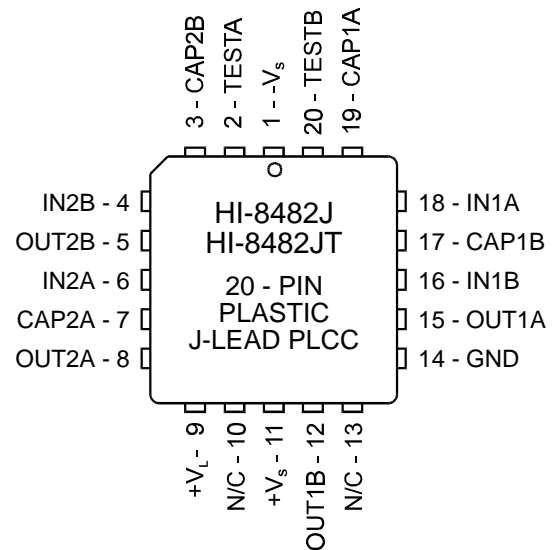 3 - CAP2B
2 - TESTA
1 - -Vs
20 - TESTB
19 - CAP1A
IN2B - 4
OUT2B - 5
IN2A - 6
CAP2A - 7
OUT2A - 8
HI-8482J
HI-8482JT
20 - PIN
PLASTIC
J-LEAD PLCC
18 - IN1A
17 - CAP1B
16 - IN1B
15 - OUT1A
14 - GND
+VL - 9
N/C - 10
+Vs - 11
OUT1B - 12
N/C - 13